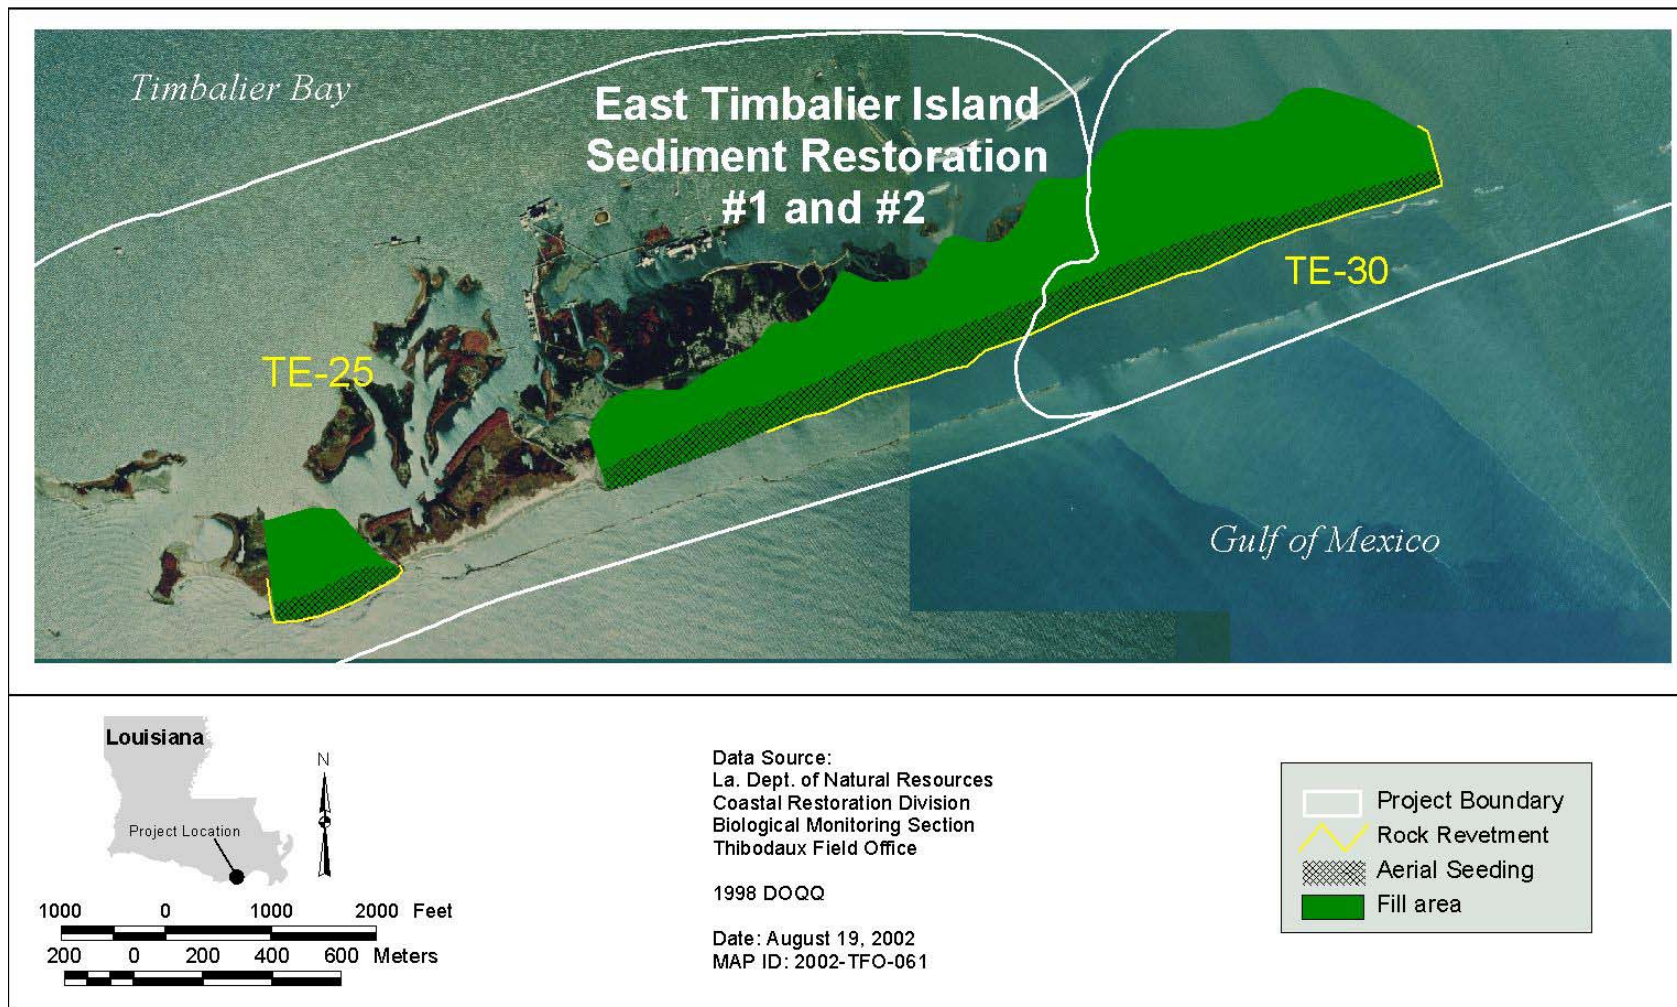 Timbalier Bay
East Timbalier Island
Sediment Restoration
#1 and #2
TE-30
TE-25
Gulf of Mexico
Louisiana
N
Project Location
1000 0 1000 2000 Feet
200 0 200 400 600 Meters
Data Source:
La. Dept. of Natural Resources
Coastal Restoration Division
Biological Monitoring Section
Thibodaux Field Office
1998 DOQQ
Date: August 19, 2002
MAP ID: 2002-TFO-061
Project Boundary
Rock Revetment
Aerial Seeding
Fill area